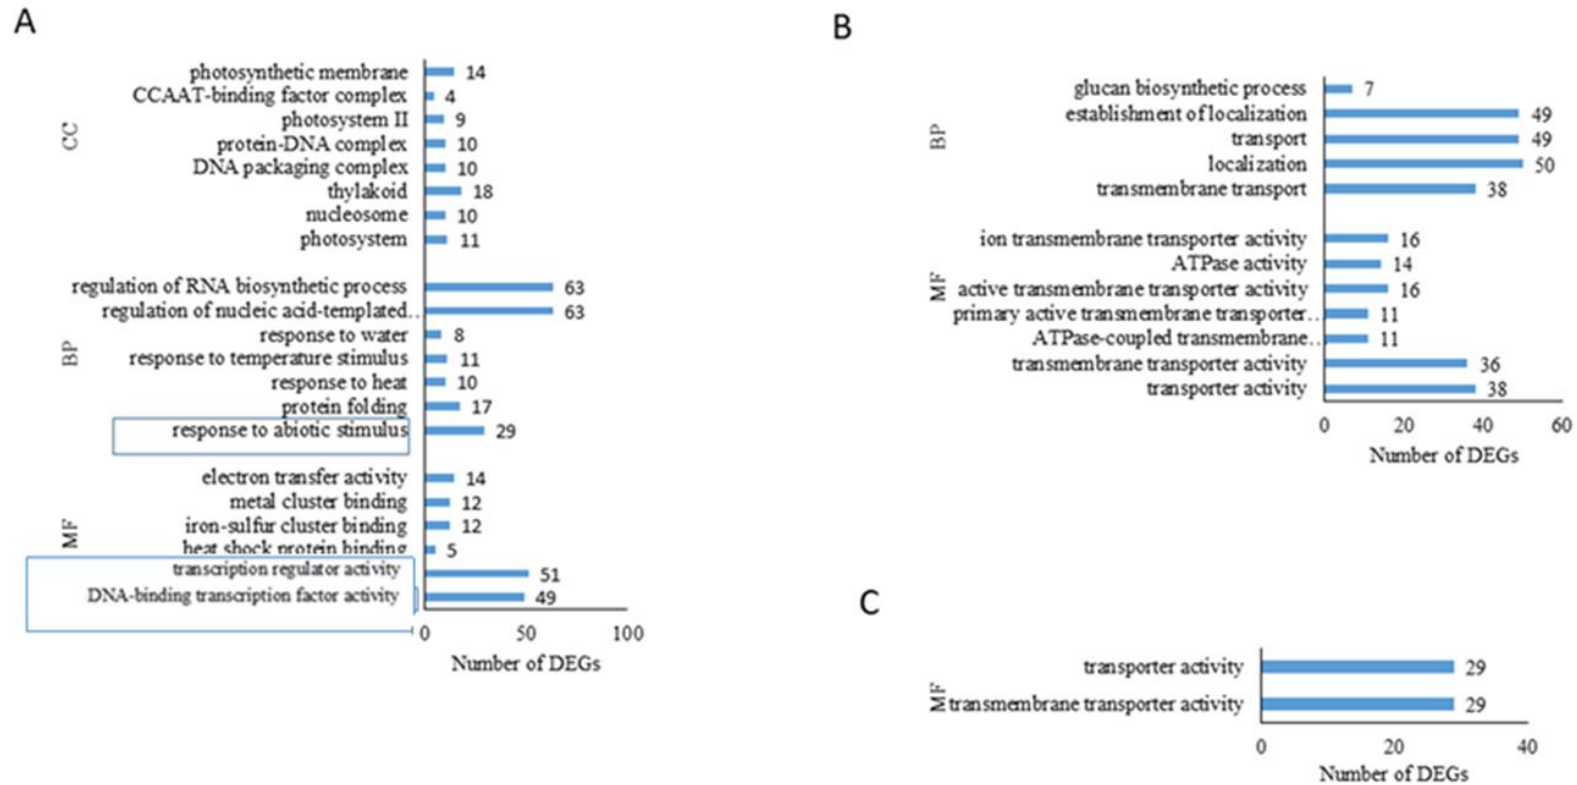 A
CC
photosynthetic membrane 14
CCAAT-binding factor complex 4
photosystem II 9
protein-DNA complex 10
DNA packaging complex 10
thylakoid 18
nucleosome 10
photosystem 11
BP
regulation of RNA biosynthetic process 63
regulation of nucleic acid-templated.. 63
response to water 8
response to temperature stimulus 11
response to heat 10
protein folding 17
response to abiotic stimulus 29
MF
electron transfer activity 14
metal cluster binding 12
iron-sulfur cluster binding 12
heat shock protein binding 5
transcription regulator activity 51
DNA-binding transcription factor activity 49
0 50 100
Number of DEGs
B
BP
glucan biosynthetic process 7
establishment of localization 49
transport 49
localization 50
transmembrane transport 38
MF
ion transmembrane transporter activity 16
ATPase activity 14
active transmembrane transporter activity 16
primary active transmembrane transporter.. 11
ATPase-coupled transmembrane.. 11
transmembrane transporter activity 36
transporter activity 38
0 20 40 60
Number of DEGs
C
MF
transporter activity 29
transmembrane transporter activity 29
0 20 40
Number of DEGs